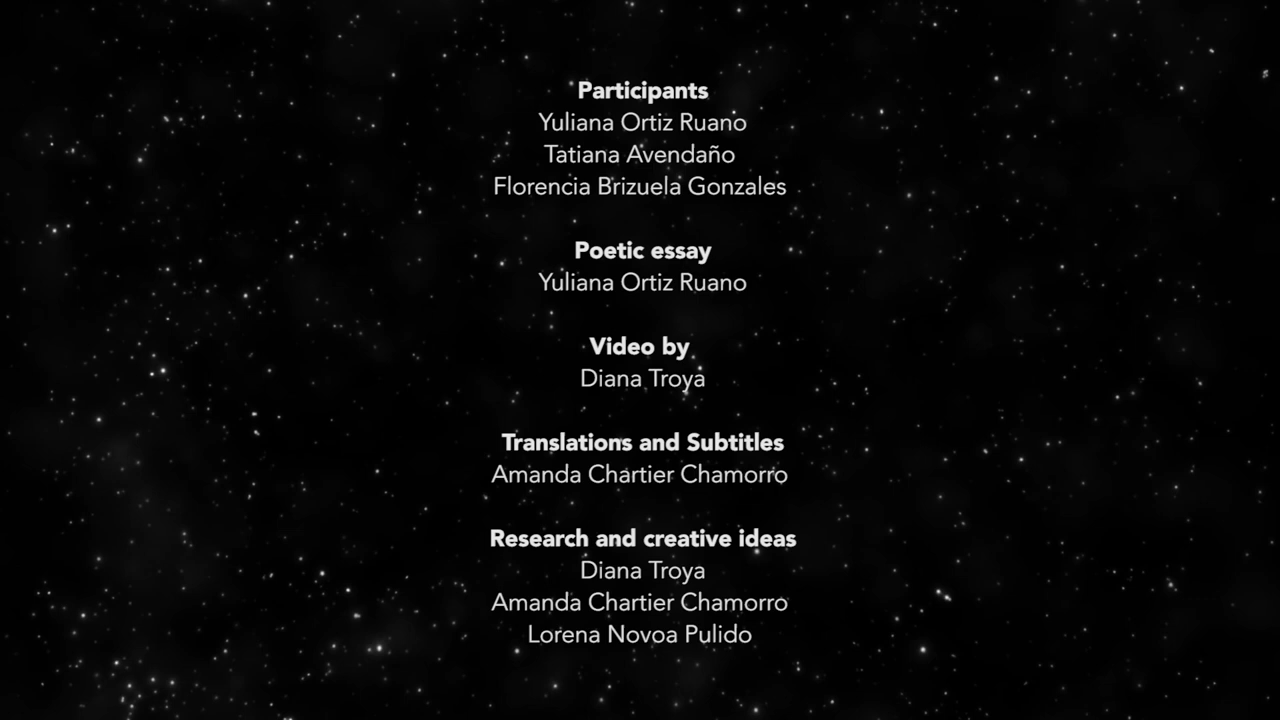 Participants
Yuliana Ortiz Ruano
Tatiana Avendaño
Florencia Brizuela Gonzales
Poetic essay
Yuliana Ortiz Ruano
Video by
Diana Troya
Translations and Subtitles
Amanda Chartier Chamorro
Research and creative ideas
Diana Troya
Amanda Chartier Chamorro
Lorena Novoa Pulido